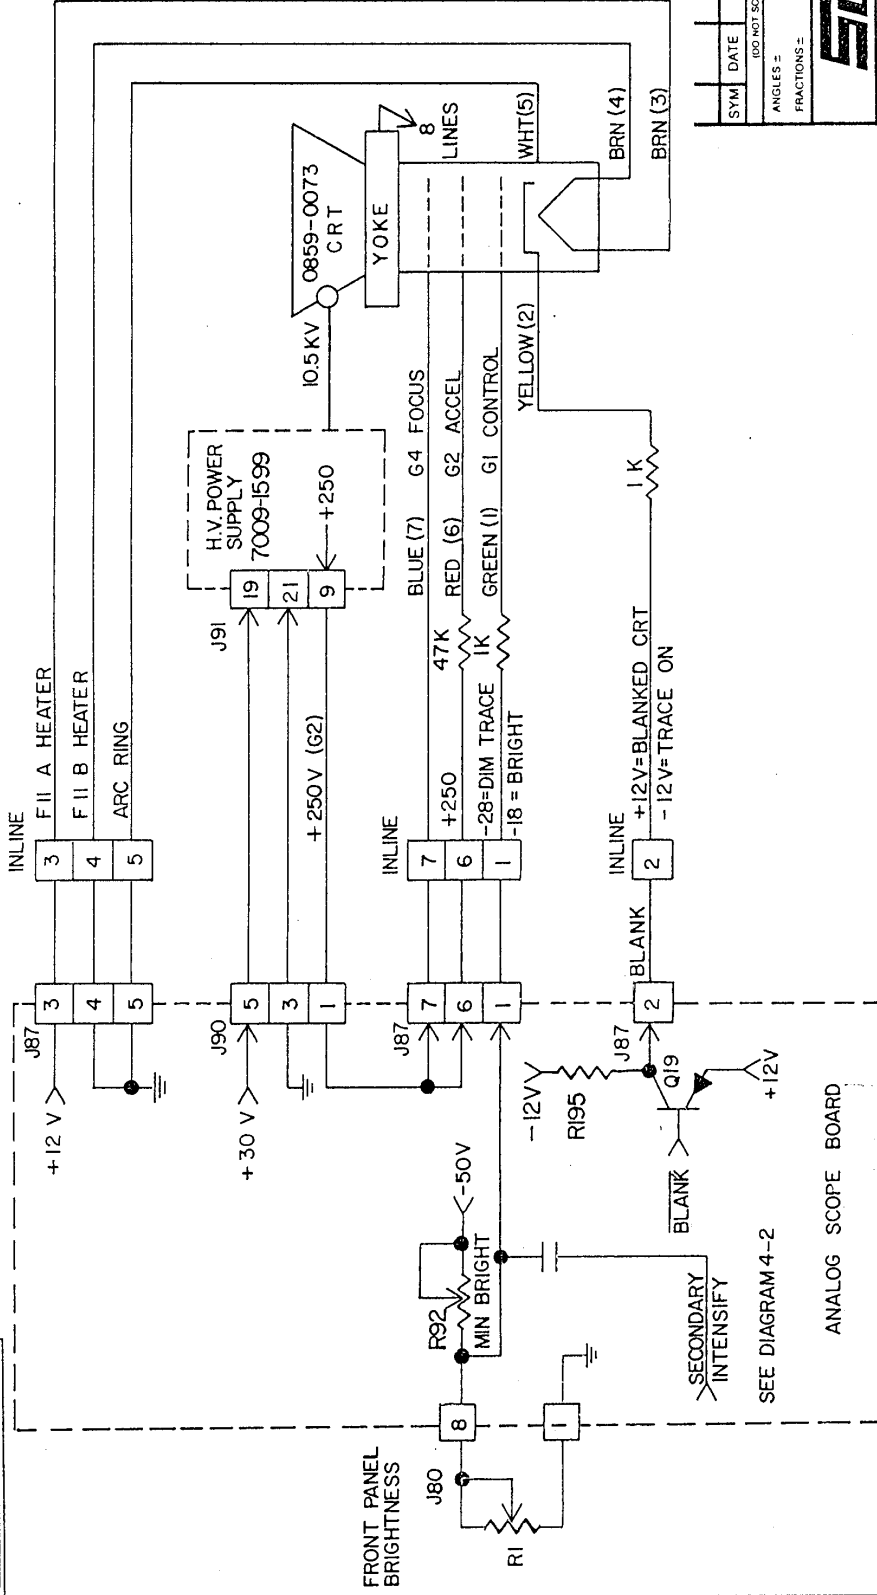 FRONT PANEL
BRIGHTNESS
J80
8
1
R1
R92
MIN BRIGHT
-50V
SECONDARY
INTENSIFY
SEE DIAGRAM 4-2
ANALOG SCOPE BOARD
+12 V
J87
3
4
5
+30 V
J90
5
3
1
J87
7
6
1
-12V
R195
BLANK
Q19
+12V
J87
2
BLANK
INLINE
3
4
5
F11 A HEATER
F11 B HEATER
ARC RING
+250V (G2)
INLINE
7
6
1
+250
-28=DIM TRACE
-18 = BRIGHT
47K
1K
INLINE
2
+12V=BLANKED CRT
-12V=TRACE ON
1K
J91
19
21
9
H.V. POWER
SUPPLY
7009-1599
+250
10.5KV
BLUE (7) G4 FOCUS
RED (6) G2 ACCEL
GREEN (1) G1 CONTROL
YELLOW (2)
0859-0073
CRT
YOKE
8
LINES
WHT(5)
BRN (4)
BRN (3)
SYM DATE
(DO NOT SC
ANGLES ±
FRACTIONS ±